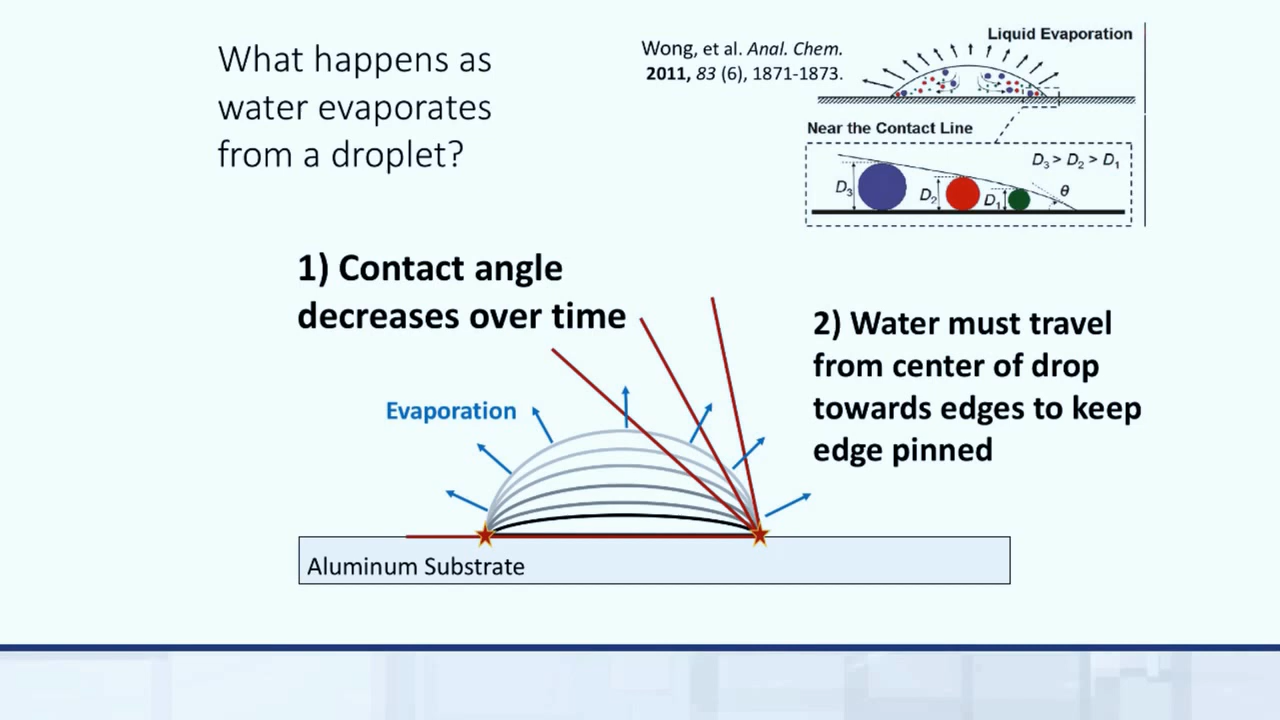 What happens as
water evaporates
from a droplet?
Wong, et al. Anal. Chem.
2011, 83 (6), 1871-1873.
Liquid Evaporation
Near the Contact Line
D3 > D2 > D1
D3
D2
D1
θ
1) Contact angle
decreases over time
2) Water must travel
from center of drop
towards edges to keep
edge pinned
Evaporation
Aluminum Substrate